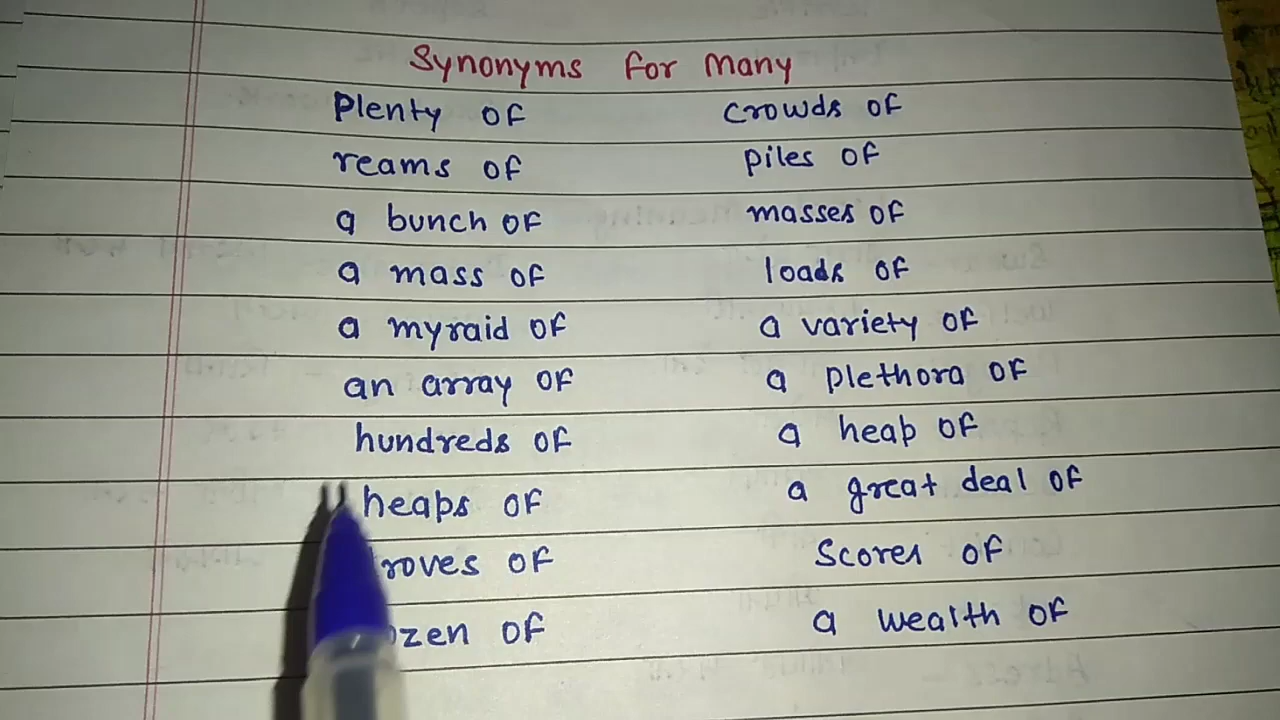 Synonyms for Many
Plenty of
reams of
a bunch of
a mass of
a myraid of
an array of
hundreds of
heaps of
of
of
crowds of
piles of
masses of
loads of
a variety of
a plethora of
a heap of
a great deal of
Scores of
a wealth of